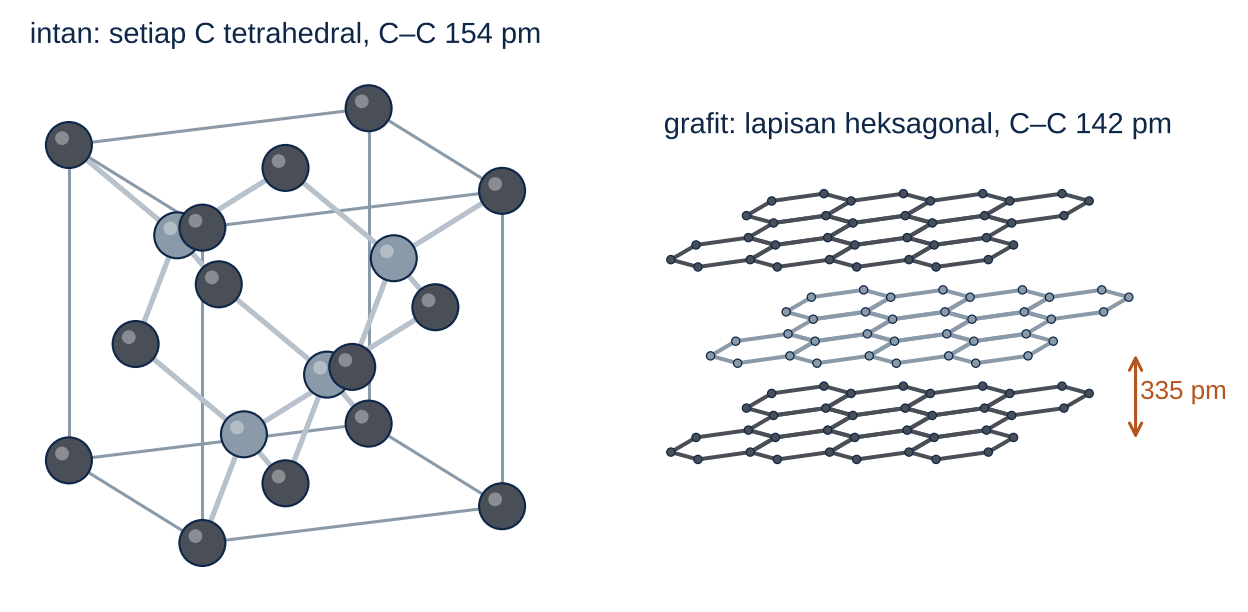 intan: setiap C tetrahedral, C–C 154 pm
grafit: lapisan heksagonal, C–C 142 pm
335 pm